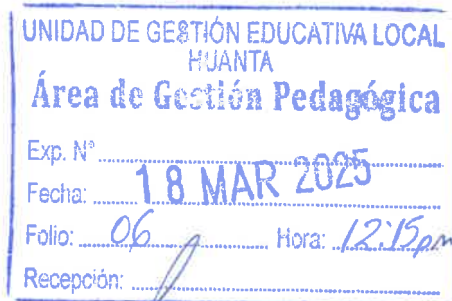 UNIDAD DE GESTIÓN EDUCATIVA LOCAL
HUANTA
Área de Gestión Pedagógica
Exp. N°
Fecha: 18 MAR 2025
Folio: 06 Hora: 12:15pm
Recepción: